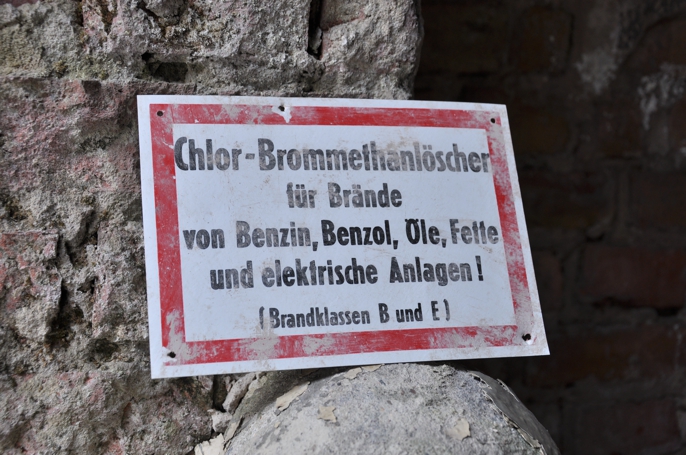 Chlor-Brommethanlöscher
für Brände
von Benzin, Benzol, Öle, Fette
und elektrische Anlagen!
(Brandklassen B und E)